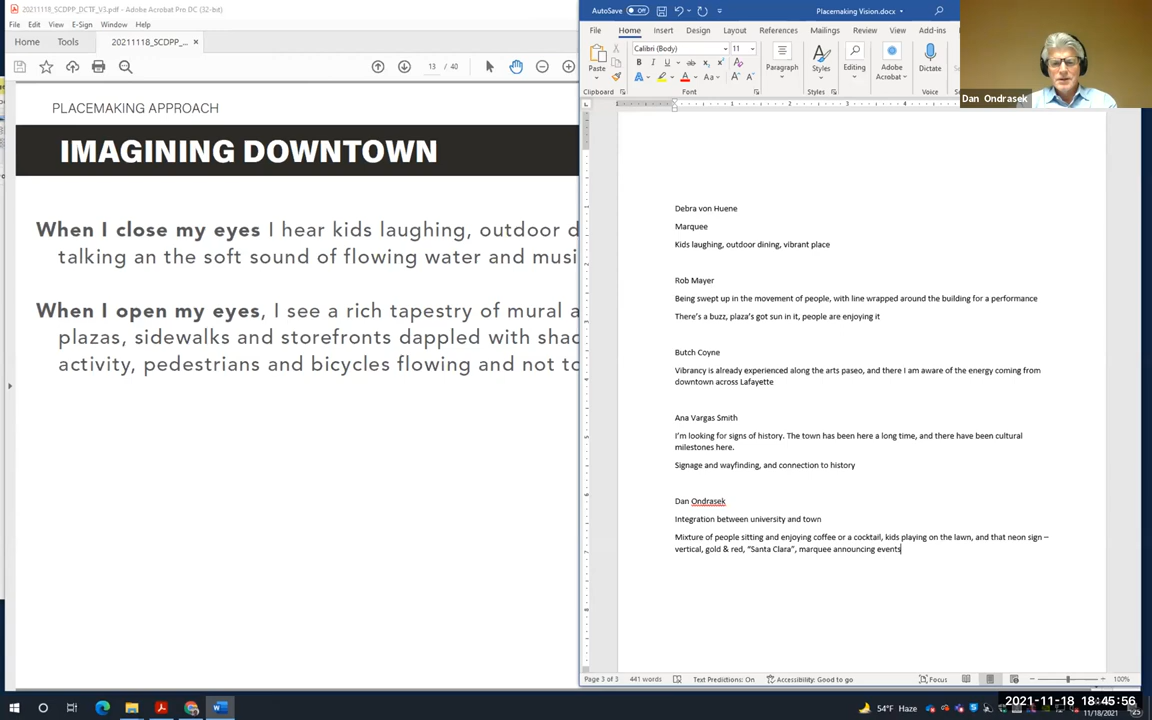 20211118_SCDPP_DCTF_V3.pdf - Adobe Acrobat Pro DC (32-bit)
File Edit View E-Sign Window Help
Home Tools 20211118_SCDPP_... ×
13 / 40
PLACEMAKING APPROACH
IMAGINING DOWNTOWN
When I close my eyes I hear kids laughing, outdoor d
talking an the soft sound of flowing water and musi
When I open my eyes, I see a rich tapestry of mural a
plazas, sidewalks and storefronts dappled with shad
activity, pedestrians and bicycles flowing and not to
AutoSave Off Placemaking Vision.docx
File Home Insert Design Layout References Mailings Review View Add-ins
Calibri (Body) 11
Paste Paragraph Styles Editing Adobe Acrobat Dictate
Clipboard Font Styles Voice
Dan Ondrasek
Debra von Huene
Marquee
Kids laughing, outdoor dining, vibrant place
Rob Mayer
Being swept up in the movement of people, with line wrapped around the building for a performance
There's a buzz, plaza's got sun in it, people are enjoying it
Butch Coyne
Vibrancy is already experienced along the arts paseo, and there I am aware of the energy coming from
downtown across Lafayette
Ana Vargas Smith
I'm looking for signs of history. The town has been here a long time, and there have been cultural
milestones here.
Signage and wayfinding, and connection to history
Dan Ondrasek
Integration between university and town
Mixture of people sitting and enjoying coffee or a cocktail, kids playing on the lawn, and that neon sign –
vertical, gold & red, “Santa Clara”, marquee announcing events
Page 3 of 3 441 words Text Predictions: On Accessibility: Good to go Focus 100%
54°F Haze
2021-11-18 18:45:56
11/18/2021